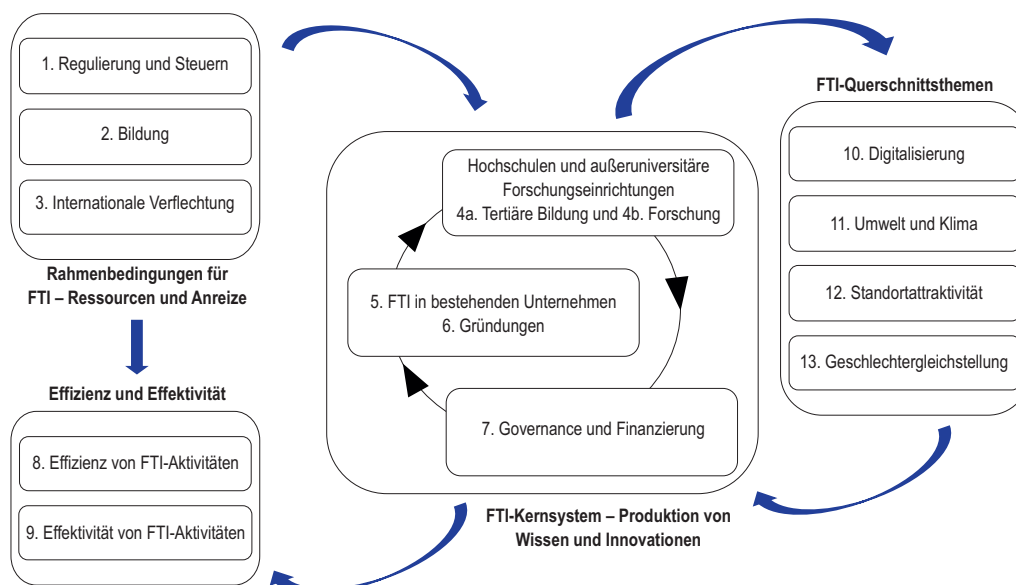 1. Regulierung und Steuern
2. Bildung
3. Internationale Verflechtung
Rahmenbedingungen für
FTI – Ressourcen und Anreize
Effizienz und Effektivität
8. Effizienz von FTI-Aktivitäten
9. Effektivität von FTI-Aktivitäten
Hochschulen und außeruniversitäre
Forschungseinrichtungen
4a. Tertiäre Bildung und 4b. Forschung
5. FTI in bestehenden Unternehmen
6. Gründungen
7. Governance und Finanzierung
FTI-Kernsystem – Produktion von
Wissen und Innovationen
FTI-Querschnittsthemen
10. Digitalisierung
11. Umwelt und Klima
12. Standortattraktivität
13. Geschlechtergleichstellung